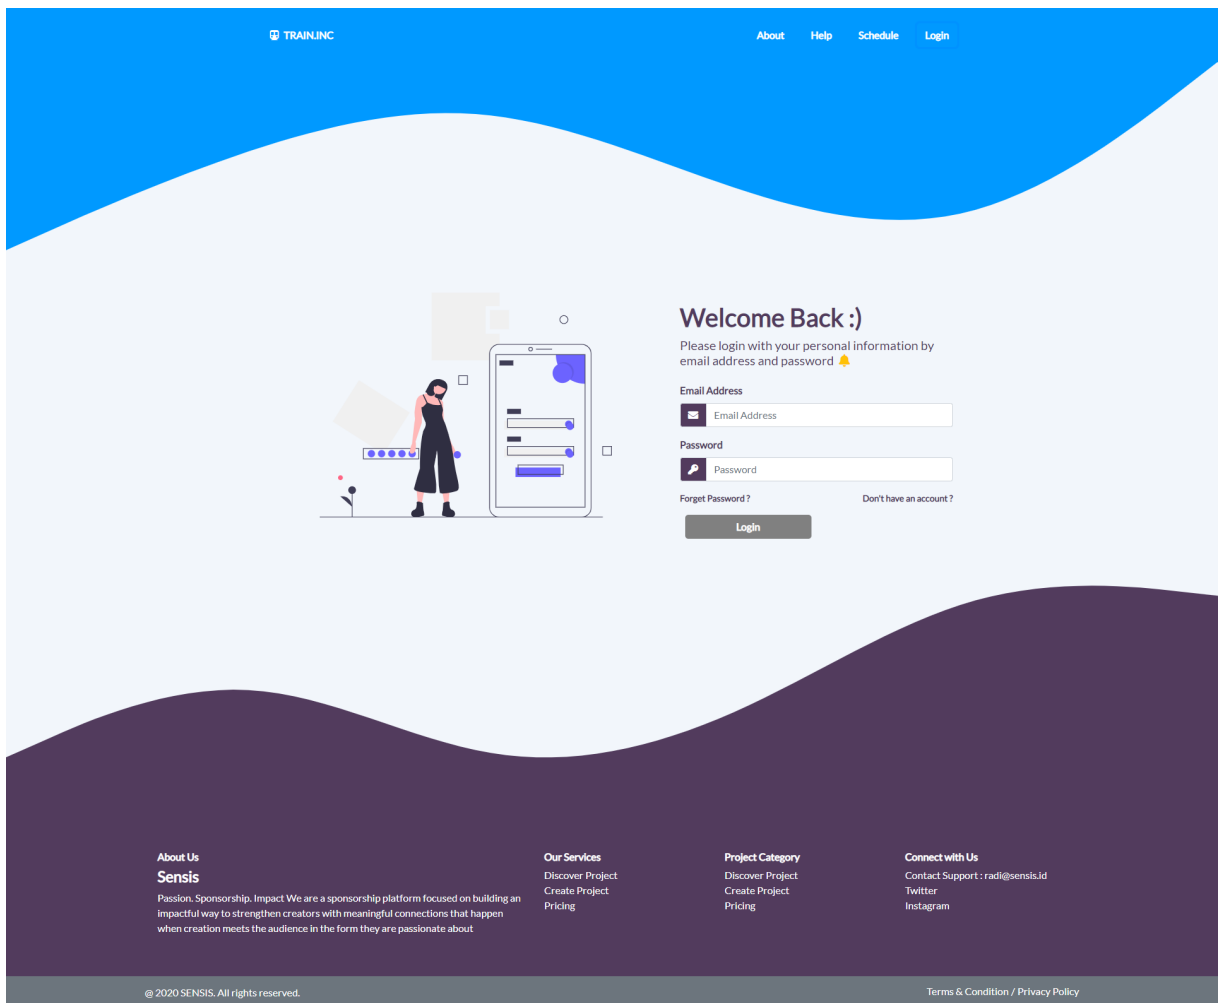 TRAIN.INC
About Help Schedule Login
Welcome Back :)
Please login with your personal information by
email address and password
Email Address
Email Address
Password
Password
Forget Password ? Don't have an account ?
Login
About Us
Sensis
Passion. Sponsorship. Impact We are a sponsorship platform focused on building an
impactful way to strengthen creators with meaningful connections that happen
when creation meets the audience in the form they are passionate about
Our Services
Discover Project
Create Project
Pricing
Project Category
Discover Project
Create Project
Pricing
Connect with Us
Contact Support : radi@sensis.id
Twitter
Instagram
@ 2020 SENSIS. All rights reserved.
Terms & Condition / Privacy Policy